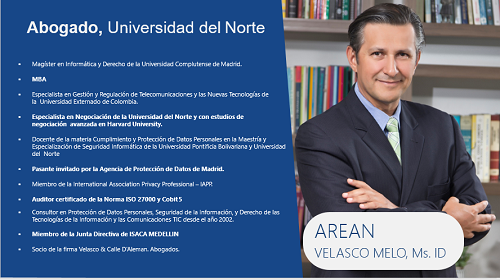 Abogado, Universidad del Norte
Magíster en Informática y Derecho de la Universidad Complutense de Madrid.
MBA
Especialista en Gestión y Regulación de Telecomunicaciones y las Nuevas Tecnologías de
la Universidad Externado de Colombia.
Especialista en Negociación de la Universidad del Norte y con estudios de
negociación avanzada en Harvard University.
Docente de la materia Cumplimiento y Protección de Datos Personales en la Maestría y
Especialización de Seguridad Informática de la Universidad Pontificia Bolivariana y Universidad
del Norte
Pasante invitado por la Agencia de Protección de Datos de Madrid.
Miembro de la International Association Privacy Professional – IAPR
Auditor certificado de la Norma ISO 27000 y Cobit 5
Consultor en Protección de Datos Personales, Seguridad de la información, y Derecho de las
Tecnologías de la Información y las Comunicaciones TIC desde el año 2002.
Miembro de la Junta Directiva de ISACA MEDELLIN
Socio de la firma Velasco & Calle D'Aleman. Abogados.
AREAN
VELASCO MELO, Ms. ID